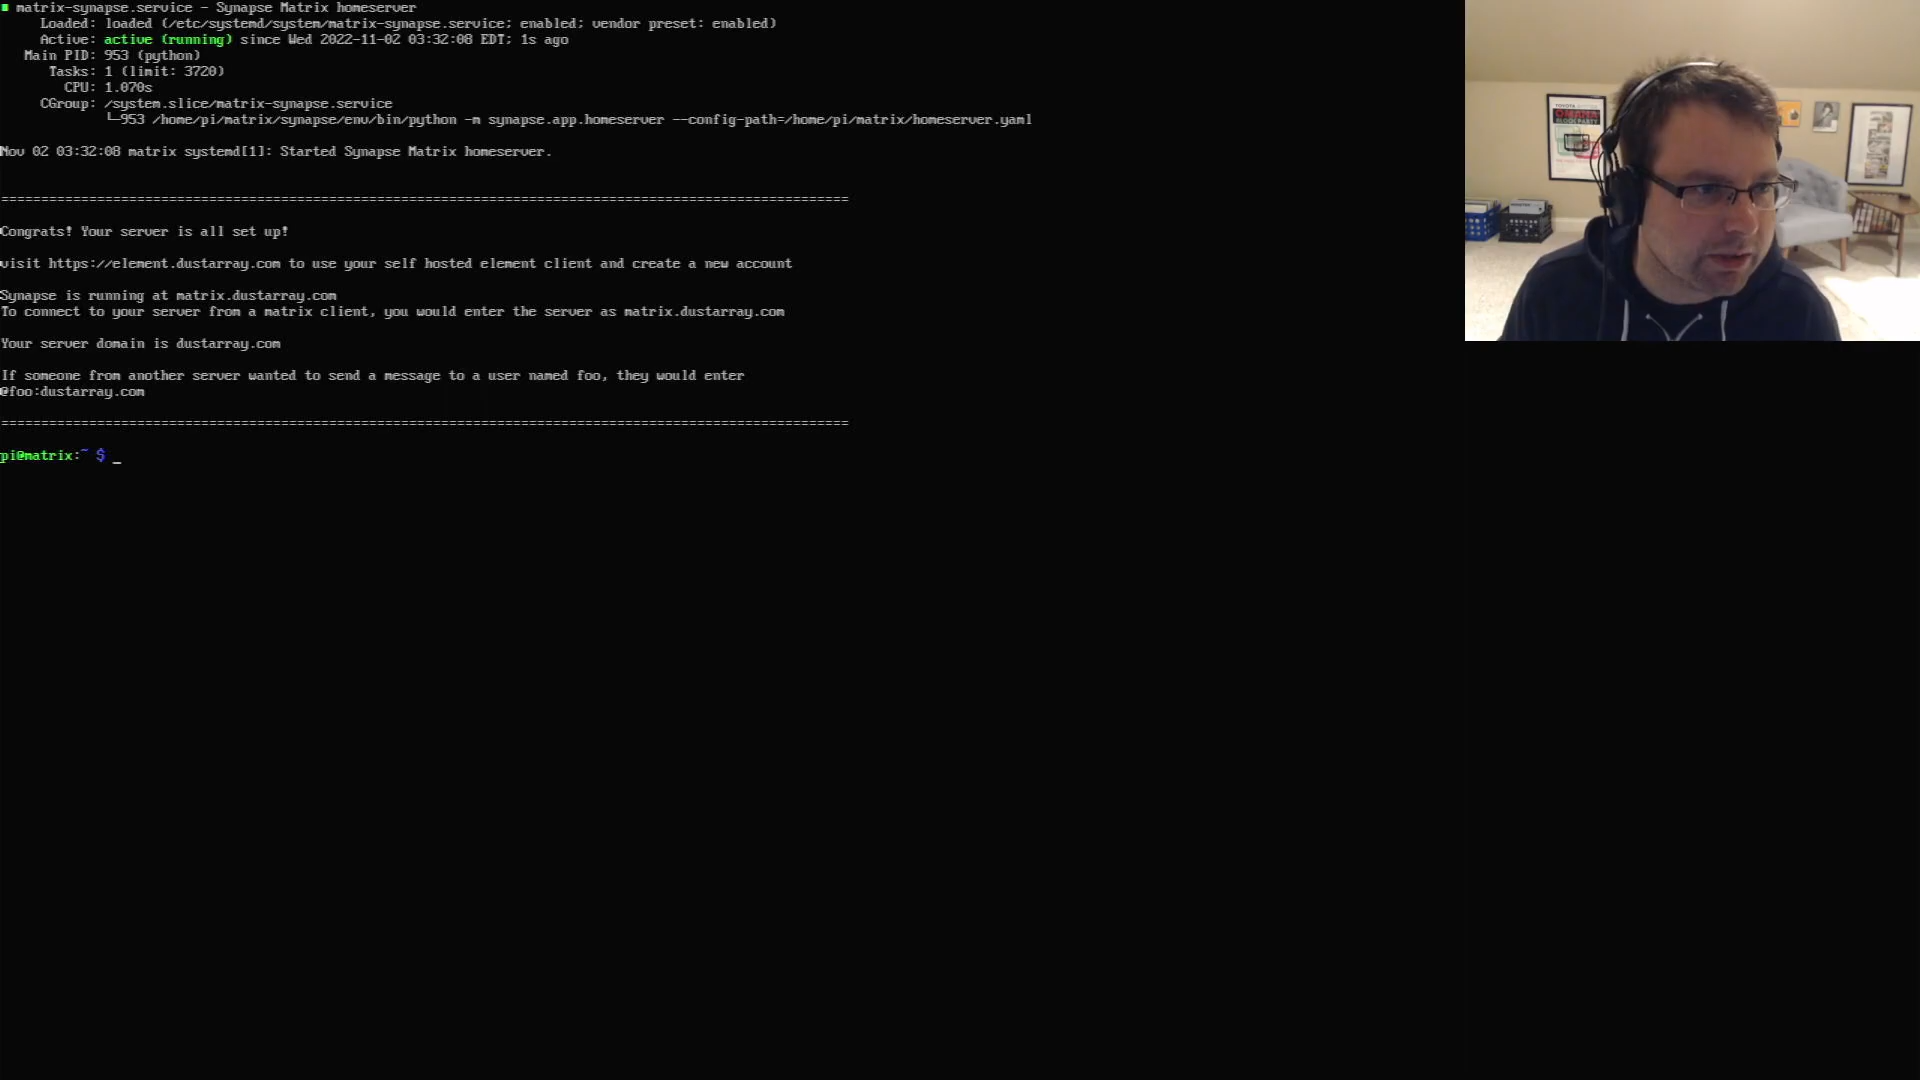 matrix-synapse.service - Synapse Matrix homeserver
Loaded: loaded (/etc/systemd/system/matrix-synapse.service; enabled; vendor preset: enabled)
Active: active (running) since Wed 2022-11-02 03:32:08 EDT; 1s ago
Main PID: 953 (python)
Tasks: 1 (limit: 3720)
CPU: 1.070s
CGroup: /system.slice/matrix-synapse.service
└─953 /home/pi/matrix/synapse/env/bin/python -m synapse.app.homeserver --config-path=/home/pi/matrix/homeserver.yaml
Nov 02 03:32:08 matrix systemd[1]: Started Synapse Matrix homeserver.
==========================================================================================================
Congrats! Your server is all set up!
visit https://element.dustarray.com to use your self hosted element client and create a new account
Synapse is running at matrix.dustarray.com
To connect to your server from a matrix client, you would enter the server as matrix.dustarray.com
Your server domain is dustarray.com
If someone from another server wanted to send a message to a user named foo, they would enter
@foo:dustarray.com
==========================================================================================================
pi@matrix:~ $ _
OMAHA